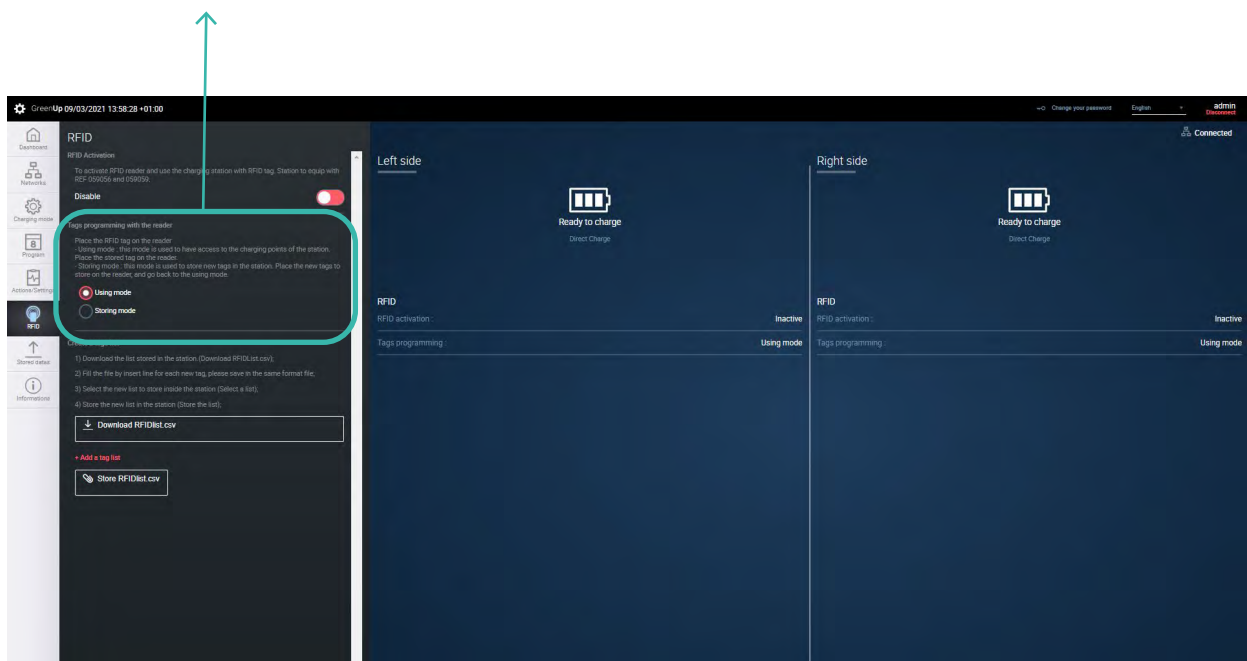 GreenUp 09/03/2021 13:58:28 +01:00
Change your password
English
admin
Disconnect
Connected
Dashboard
Networks
Charging mode
8
Program
Actions/Settings
RFID
Stored datas
Informations
RFID
RFID Activation
To activate RFID reader and use the charging station with RFID tag. Station to equip with
REF 059056 and 059059.
Disable
Tags programming with the reader
Place the RFID tag on the reader
- Using mode : this mode is used to have access to the charging points of the station.
Place the stored tag on the reader.
- Storing mode : this mode is used to store new tags in the station. Place the new tags to
store on the reader, and go back to the using mode
Using mode
Storing mode
1) Download the list stored in the station (Download RFIDList.csv);
2) Fill the file by insert line for each new tag, please save in the same format file;
3) Select the new list to store inside the station (Select a list);
4) Store the new list in the station (Store the list);
Download RFIDlist.csv
+ Add a tag list
Store RFIDlist.csv
Left side
Ready to charge
Direct Charge
RFID
RFID activation :
Inactive
Tags programming :
Using mode
Right side
Ready to charge
Direct Charge
RFID
RFID activation :
Inactive
Tags programming :
Using mode